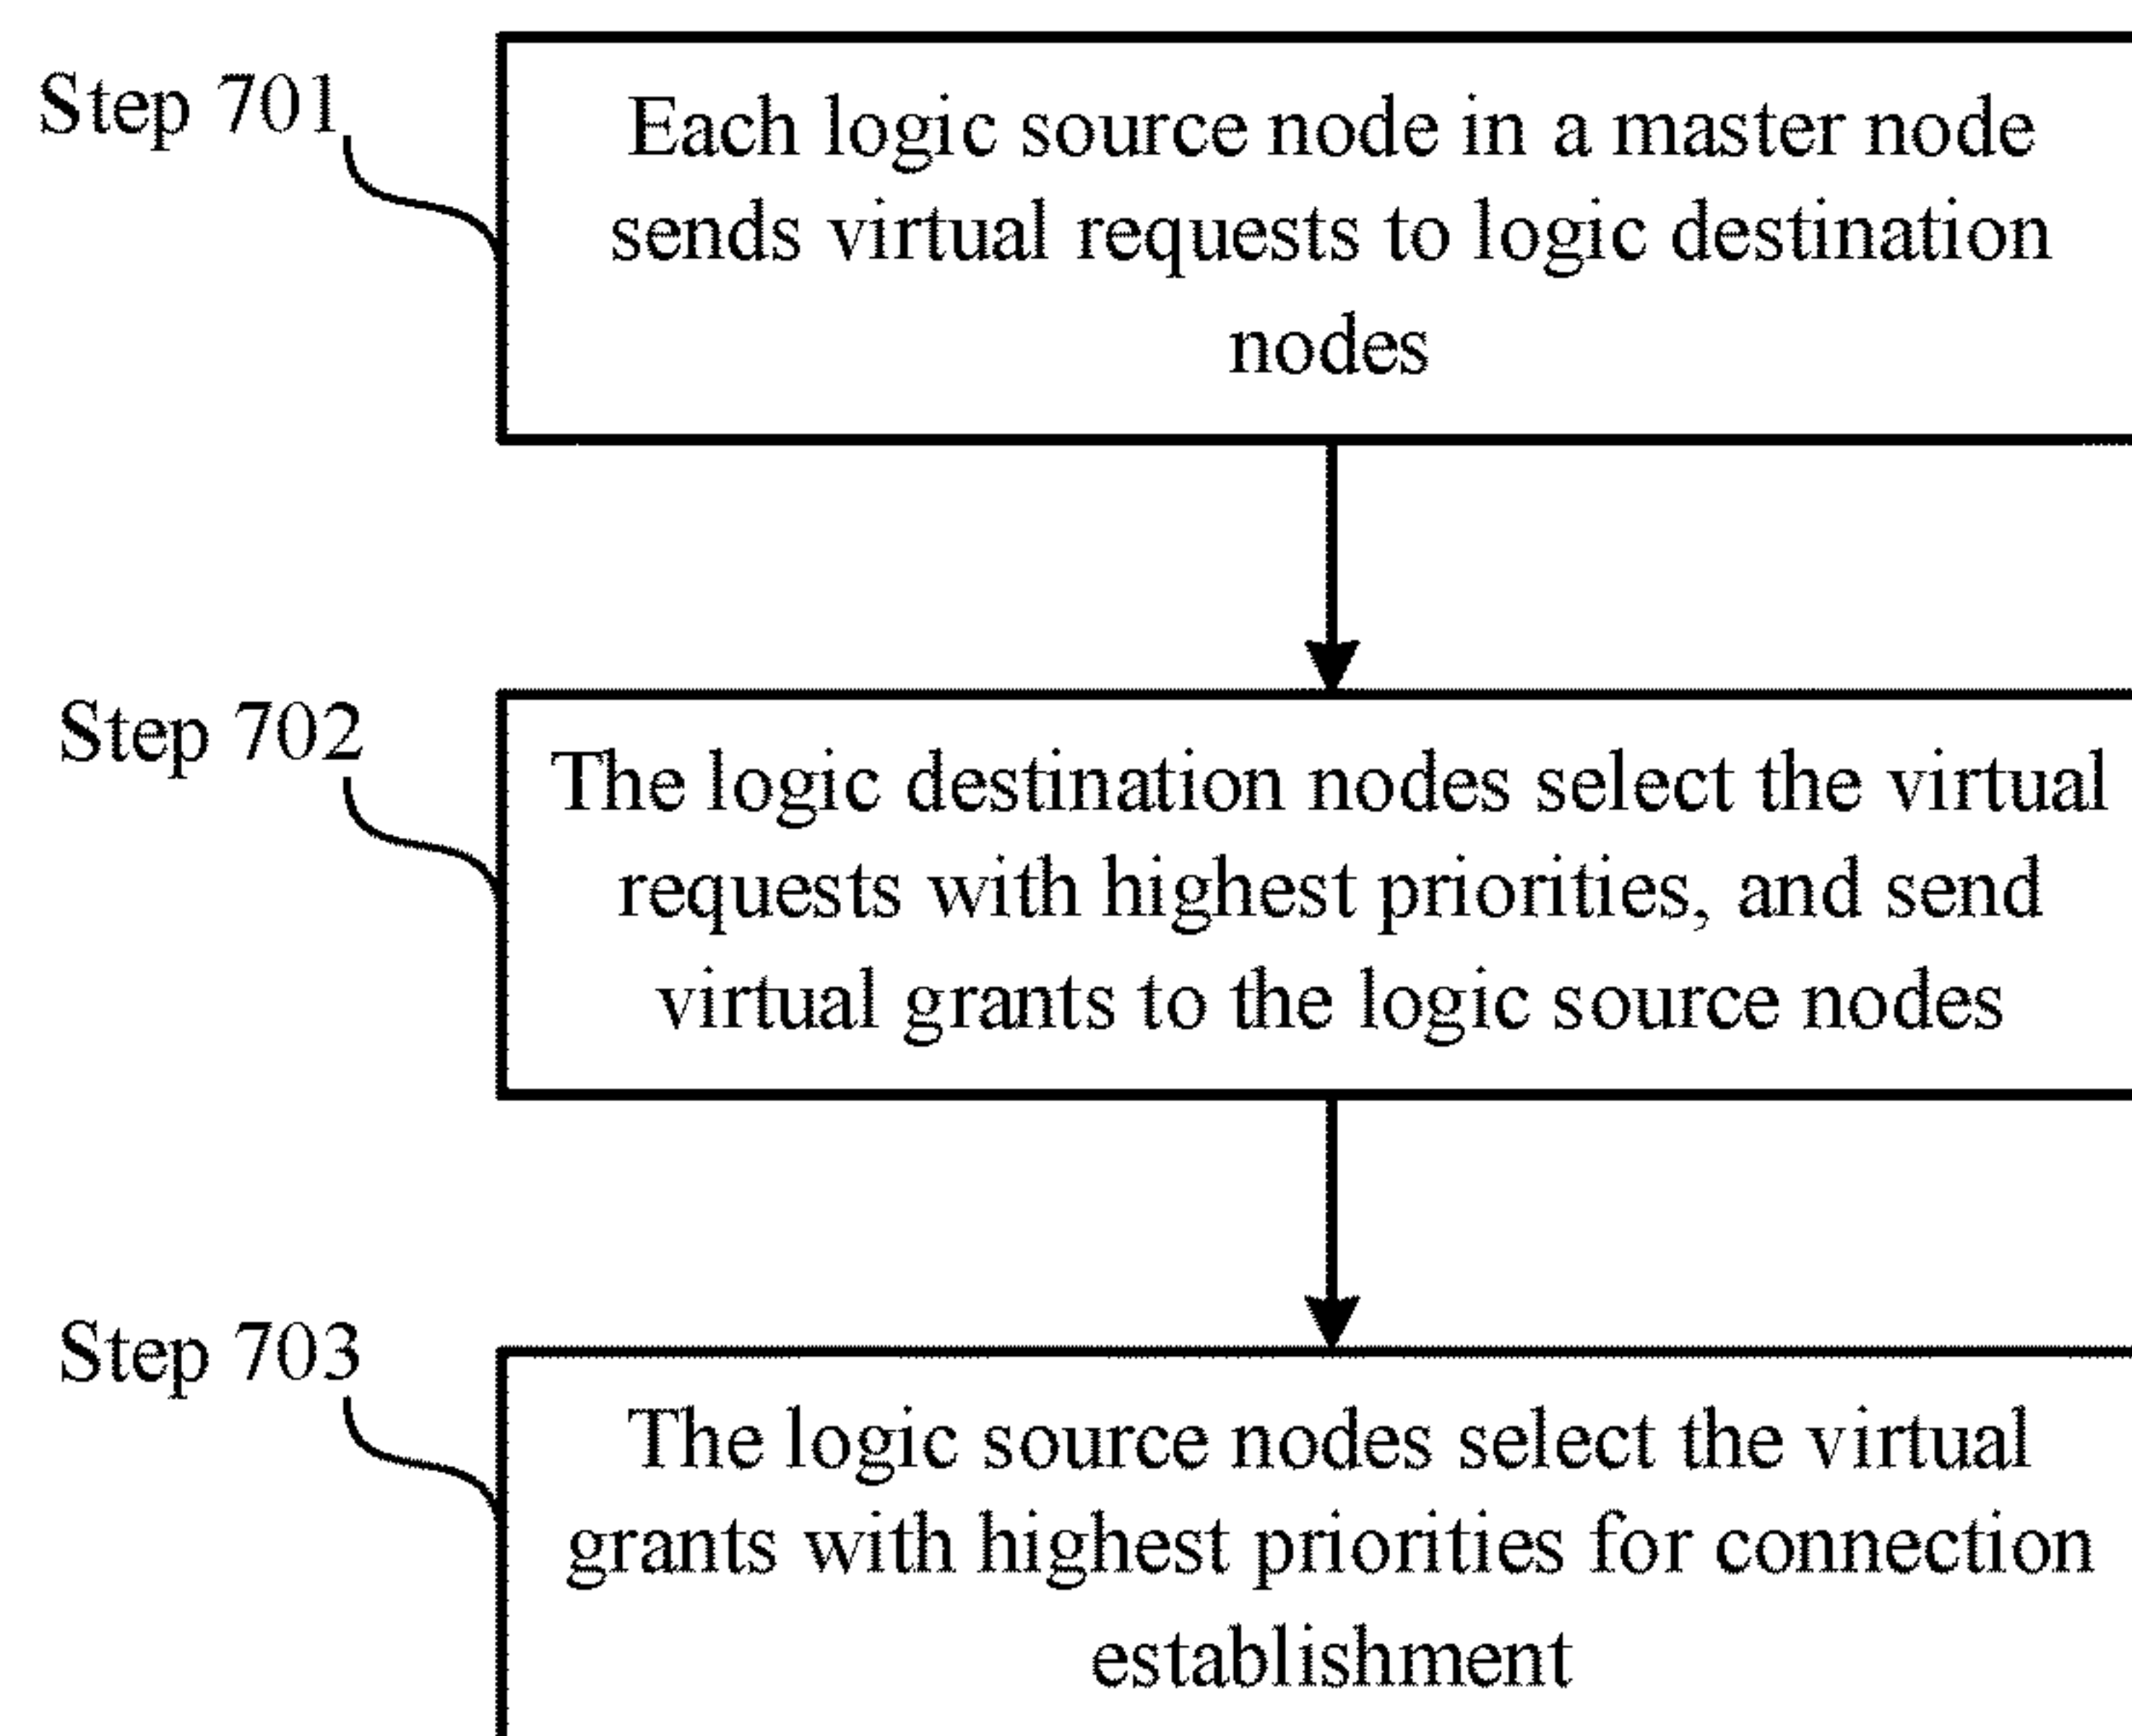 Step 701
Each logic source node in a master node
sends virtual requests to logic destination
nodes
Step 702
The logic destination nodes select the virtual
requests with highest priorities, and send
virtual grants to the logic source nodes
Step 703
The logic source nodes select the virtual
grants with highest priorities for connection
establishment